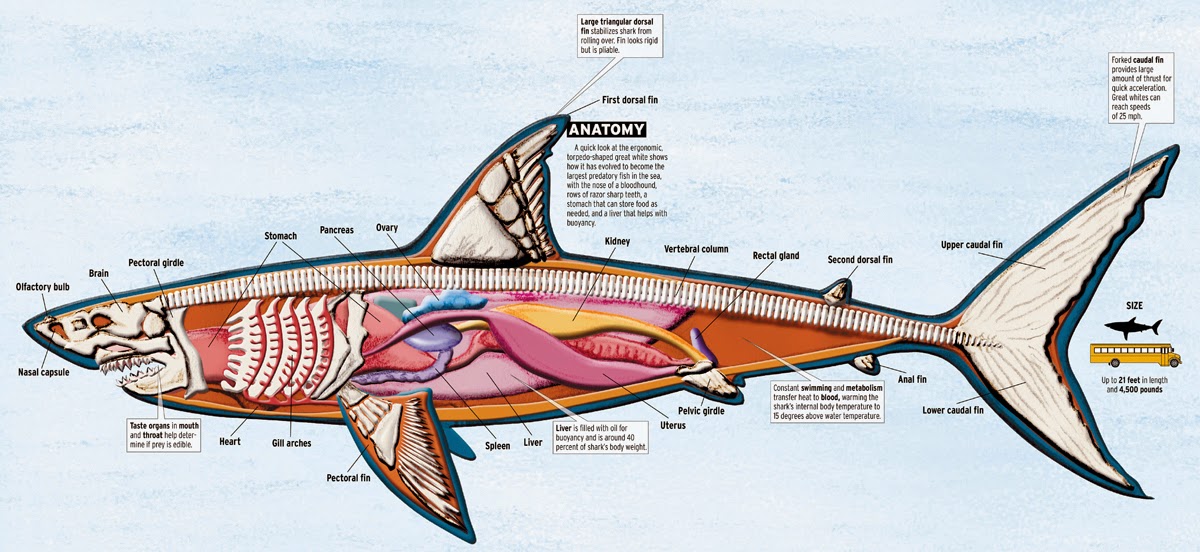 Large triangular dorsal
fin stabilizes shark from
rolling over. Fin looks rigid
but is pliable.
Forked caudal fin
provides large
amount of thrust for
quick acceleration.
Great whites can
reach speeds
of 25 mph.
First dorsal fin
ANATOMY
A quick look at the ergonomic,
torpedo-shaped great white shows
how it has evolved to become the
largest predatory fish in the sea,
with the nose of a bloodhound,
rows of razor sharp teeth, a
stomach that can store food as
needed, and a liver that helps with
buoyancy.
Olfactory bulb
Brain
Pectoral girdle
Stomach
Pancreas
Ovary
Kidney
Vertebral column
Rectal gland
Second dorsal fin
Upper caudal fin
SIZE
Up to 21 feet in length
and 4,500 pounds
Nasal capsule
Taste organs in mouth
and throat help deter-
mine if prey is edible.
Heart
Gill arches
Pectoral fin
Spleen
Liver
Liver is filled with oil for
buoyancy and is around 40
percent of shark's body weight.
Uterus
Pelvic girdle
Constant swimming and metabolism
transfer heat to blood, warming the
shark's internal body temperature to
15 degrees above water temperature.
Anal fin
Lower caudal fin